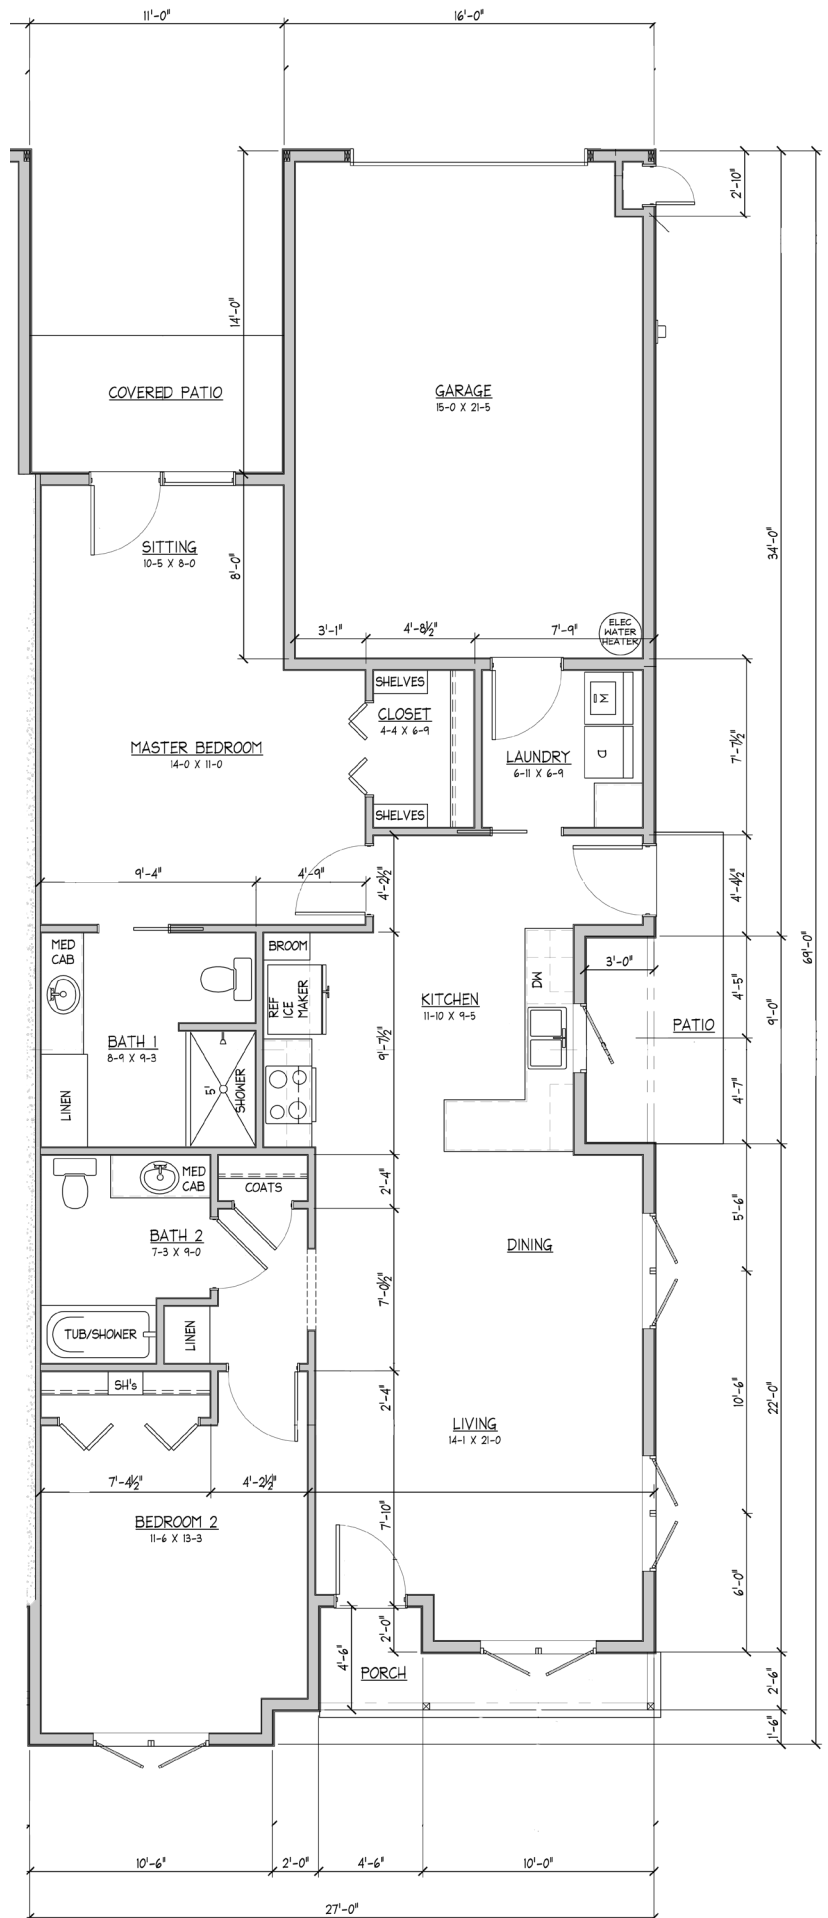 11'-0"
16'-0"
2'-10"
14'-0"
COVERED PATIO
GARAGE
15-0 X 21-5
34'-0"
SITTING
10-5 X 8-0
8'-0"
3'-1"
4'-8½"
7'-9"
ELEC
WATER
HEATER
SHELVES
CLOSET
4-4 X 6-9
W
MASTER BEDROOM
14-0 X 11-0
LAUNDRY
6-11 X 6-9
D
7'-7½"
SHELVES
9'-4"
4'-9"
4'-2½"
4'-4½"
69'-0"
MED
CAB
BROOM
REF
ICE
MAKER
KITCHEN
11-10 X 9-5
DW
3'-0"
4'-5"
9'-0"
PATIO
BATH 1
8-9 X 9-3
9'-7½"
LINEN
5'
SHOWER
4'-7"
MED
CAB
COATS
2'-4"
BATH 2
7-3 X 9-0
DINING
5'-6"
7'-0½"
TUB/SHOWER
LINEN
SH's
2'-4"
10'-6"
22'-0"
LIVING
14-1 X 21-0
7'-4½"
4'-2½"
BEDROOM 2
11-6 X 13-3
7'-10"
6'-0"
2'-0"
4'-6"
PORCH
2'-6"
1'-6"
10'-6"
2'-0"
4'-6"
10'-0"
27'-0"